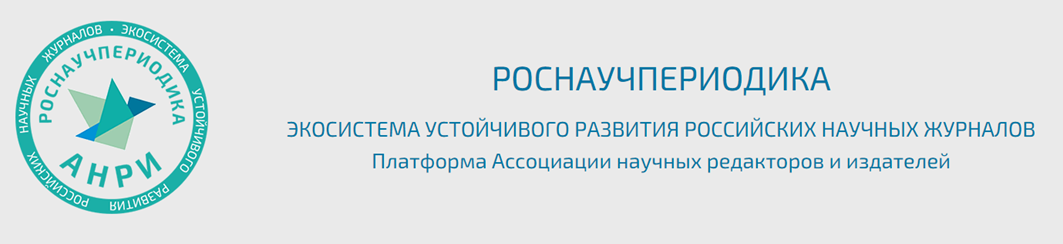 ЭКОСИСТЕМА УСТОЙЧИВОГО РАЗВИТИЯ РОССИЙСКИХ НАУЧНЫХ ЖУРНАЛОВ •
РОСНАУЧПЕРИОДИКА
АНРИ
РОСНАУЧПЕРИОДИКА
ЭКОСИСТЕМА УСТОЙЧИВОГО РАЗВИТИЯ РОССИЙСКИХ НАУЧНЫХ ЖУРНАЛОВ
Платформа Ассоциации научных редакторов и издателей